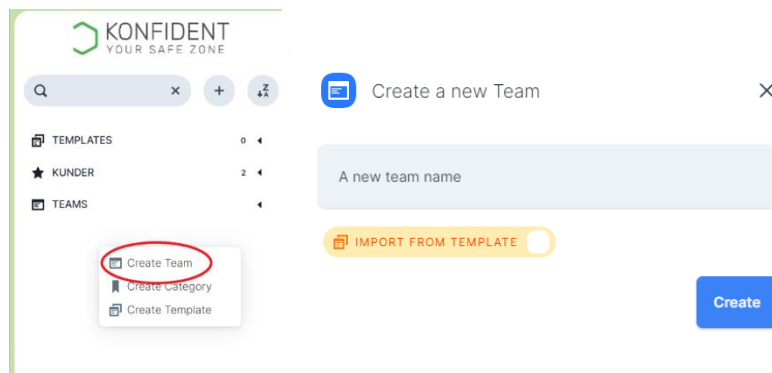 KONFIDENT
YOUR SAFE ZONE
TEMPLATES 0
KUNDER 2
TEAMS
Create Team
Create Category
Create Template
Create a new Team
A new team name
IMPORT FROM TEMPLATE
Create